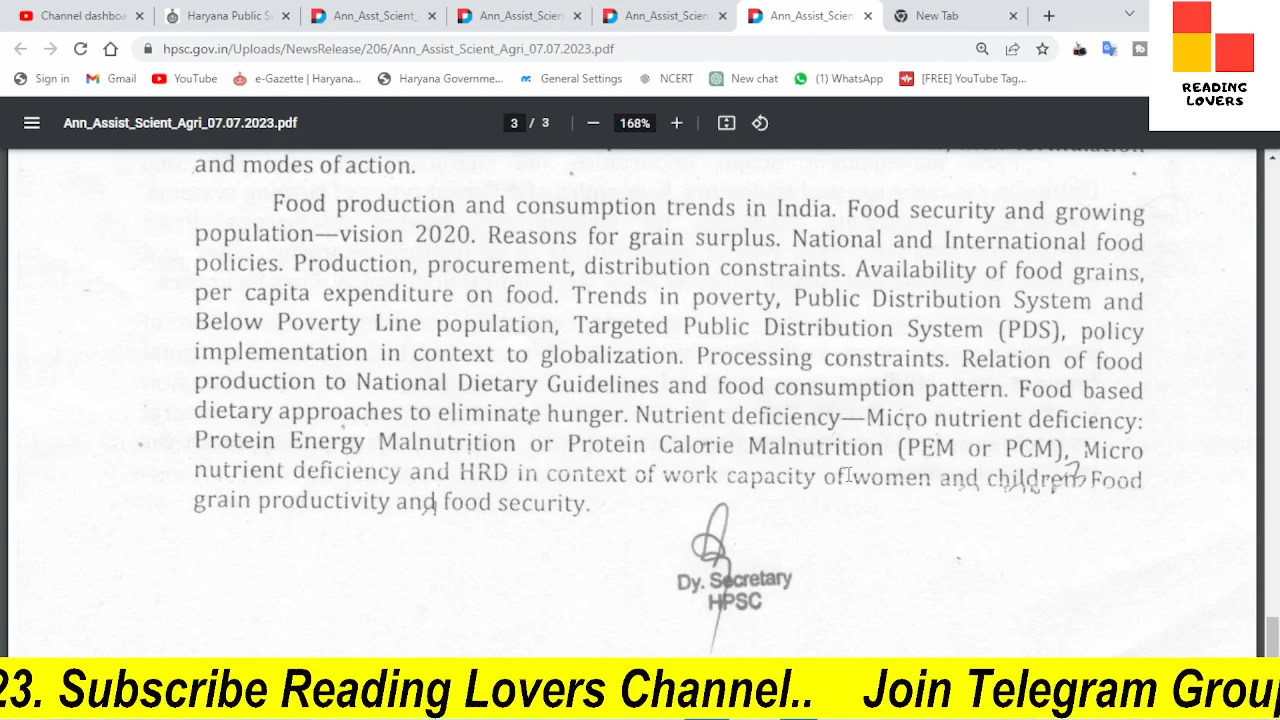 Channel dashboa
Haryana Public S
Ann_Asst_Scient_
Ann_Assist_Scien
Ann_Assist_Scien
Ann_Assist_Scien
New Tab
hpsc.gov.in/Uploads/NewsRelease/206/Ann_Assist_Scient_Agri_07.07.2023.pdf
Sign in
Gmail
YouTube
e-Gazette | Haryana...
Haryana Governme...
General Settings
NCERT
New chat
(1) WhatsApp
[FREE] YouTube Tag...
READING
LOVERS
Ann_Assist_Scient_Agri_07.07.2023.pdf
3 / 3
168%
and modes of action.
Food production and consumption trends in India. Food security and growing
population—vision 2020. Reasons for grain surplus. National and International food
policies. Production, procurement, distribution constraints. Availability of food grains,
per capita expenditure on food. Trends in poverty, Public Distribution System and
Below Poverty Line population, Targeted Public Distribution System (PDS), policy
implementation in context to globalization. Processing constraints. Relation of food
production to National Dietary Guidelines and food consumption pattern. Food based
dietary approaches to eliminate hunger. Nutrient deficiency—Micro nutrient deficiency:
Protein Energy Malnutrition or Protein Calorie Malnutrition (PEM or PCM), Micro
nutrient deficiency and HRD in context of work capacity of women and children. Food
grain productivity and food security.
Dy. Secretary
HPSC
23. Subscribe Reading Lovers Channel.. Join Telegram Group